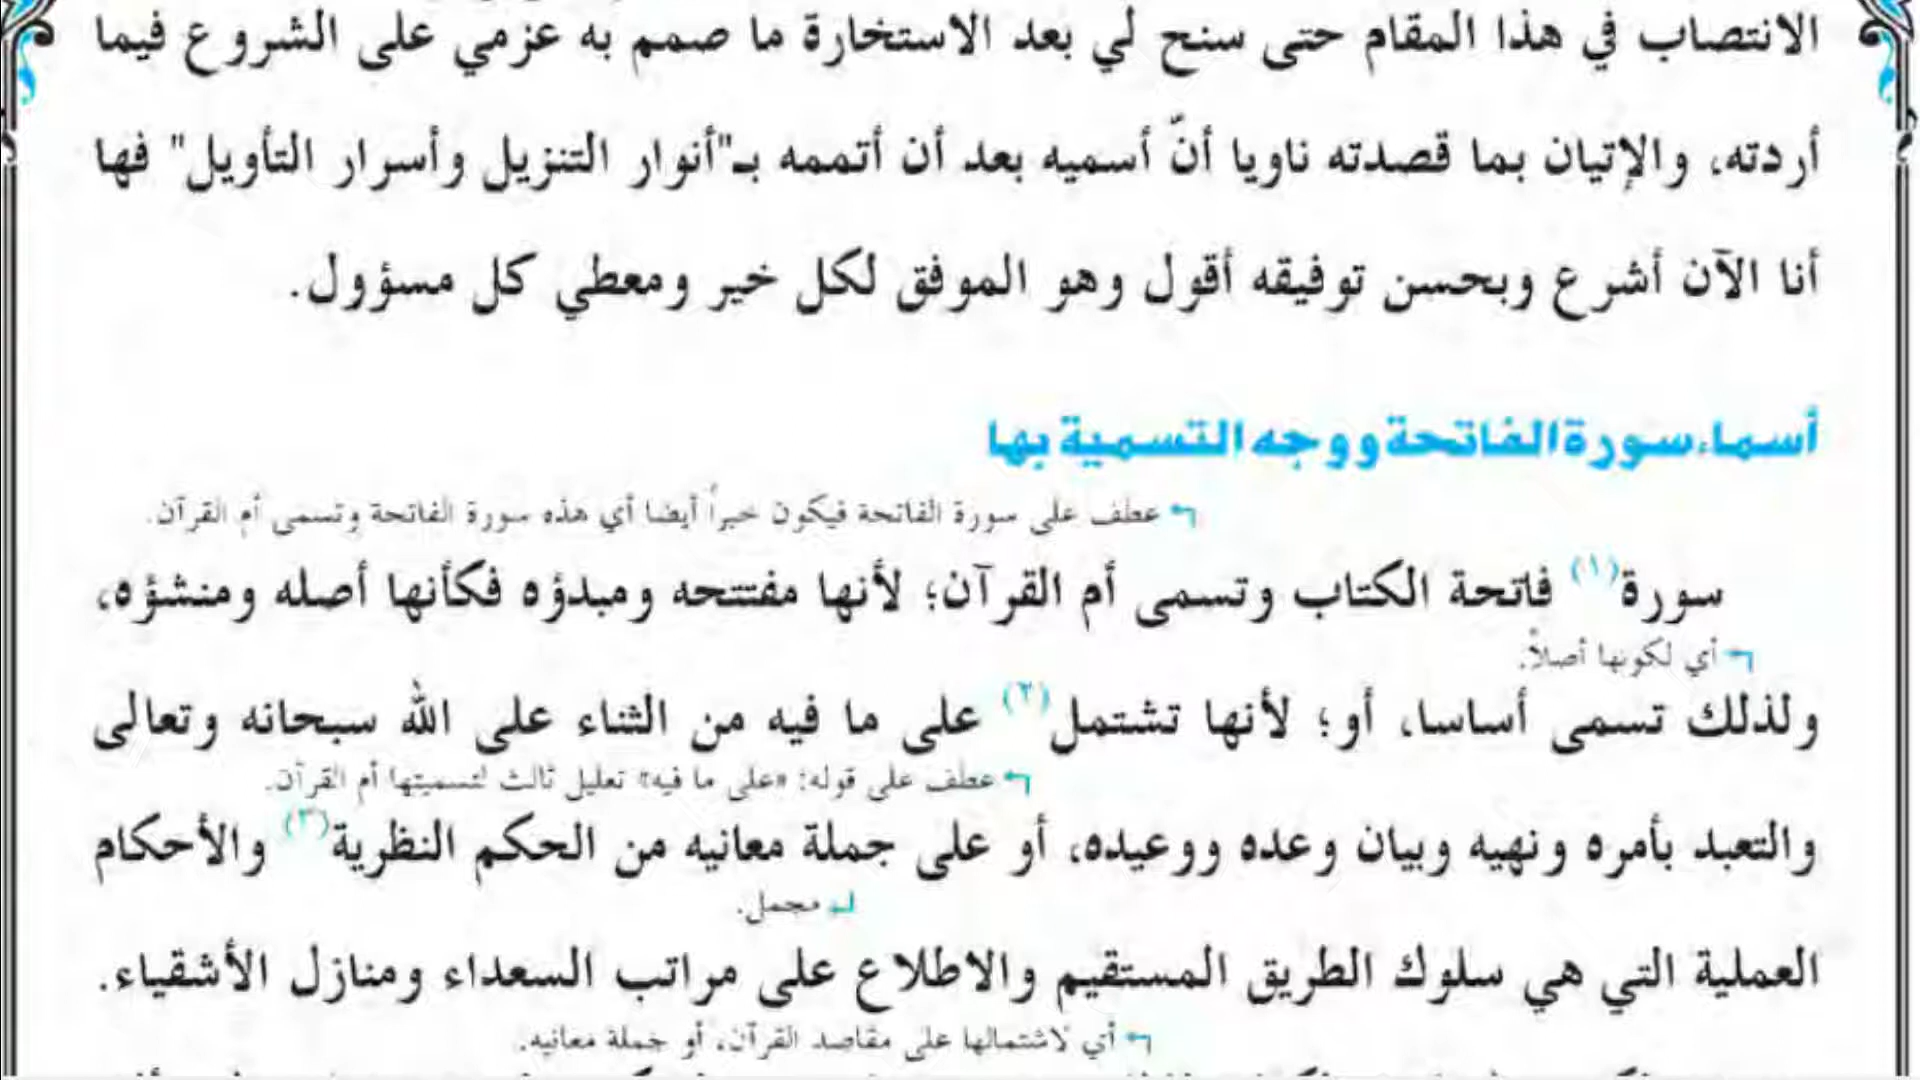 الانتصاب في هذا المقام حتى سنح لي بعد الاستخارة ما صمم به عزمي على الشروع فيما
أردته، والإتيان بما قصدته ناويا أنّ أسميه بعد أن أتممه بـ"أنوار التنزيل وأسرار التأويل" فها
أنا الآن أشرع وبحسن توفيقه أقول وهو الموفق لكل خير ومعطي كل مسؤول.
أسماء سورة الفاتحة ووجه التسمية بها
عطف على سورة الفاتحة فيكون خبراً أيضا أي هذه سورة الفاتحة وتسمى أم القرآن.
سورة(١) فاتحة الكتاب وتسمى أم القرآن؛ لأنها مفتتحه ومبدؤه فكأنها أصله ومنشؤه،
أي لكونها أصلاً.
ولذلك تسمى أساسا، أو؛ لأنها تشتمل(٢) على ما فيه من الثناء على الله سبحانه وتعالى
عطف على قوله: «على ما فيه» تعليل ثالث لتسميتها أم القرآن.
والتعبد بأمره ونهيه وبيان وعده ووعيده، أو على جملة معانيه من الحكم النظرية(٣) والأحكام
مجمل.
العملية التي هي سلوك الطريق المستقيم والاطلاع على مراتب السعداء ومنازل الأشقياء.
أي لاشتمالها على مقاصد القرآن، أو جملة معانيه.